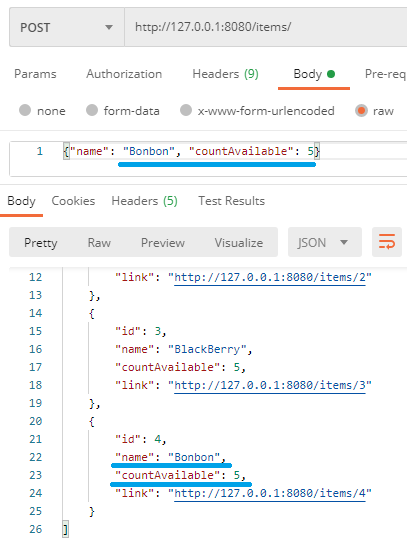 POST http://127.0.0.1:8080/items/
Params Authorization Headers (9) Body Pre-req
none form-data x-www-form-urlencoded raw
1 {"name": "Bonbon", "countAvailable": 5}
Body Cookies Headers (5) Test Results
Pretty Raw Preview Visualize JSON
12 "link": "http://127.0.0.1:8080/items/2"
13 },
14 {
15 "id": 3,
16 "name": "BlackBerry",
17 "countAvailable": 5,
18 "link": "http://127.0.0.1:8080/items/3"
19 },
20 {
21 "id": 4,
22 "name": "Bonbon",
23 "countAvailable": 5,
24 "link": "http://127.0.0.1:8080/items/4"
25 }
26 ]